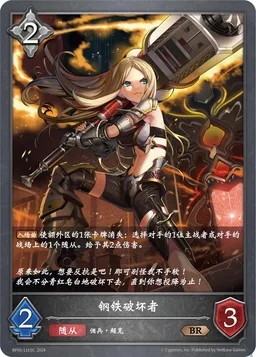 2
入场曲 使额外区的1张卡牌消失：选择对手的1位主战者或对手的
战场上的1个随从。给予其2点伤害。
原来如此，想要反抗是吧！那可别怪我不手软！
我会不分青红皂白地破坏下去，直到你想投降为止！
钢铁破坏者
2
随从
佣兵·超克
BR
3